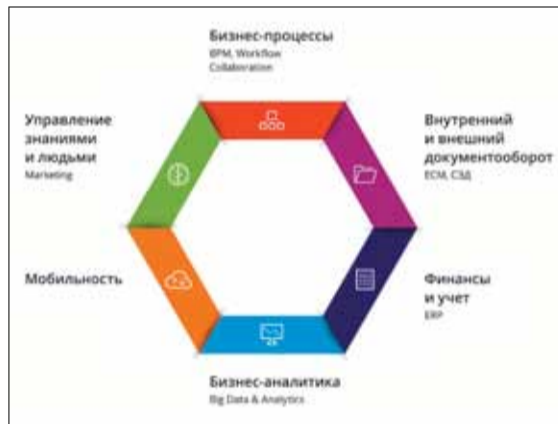 Бизнес-процессы
BPM, Workflow
Collaboration
Управление
знаниями
и людьми
Marketing
Внутренний
и внешний
документооборот
ECM, СЭД
Мобильность
Финансы
и учет
ERP
Бизнес-аналитика
Big Data & Analytics